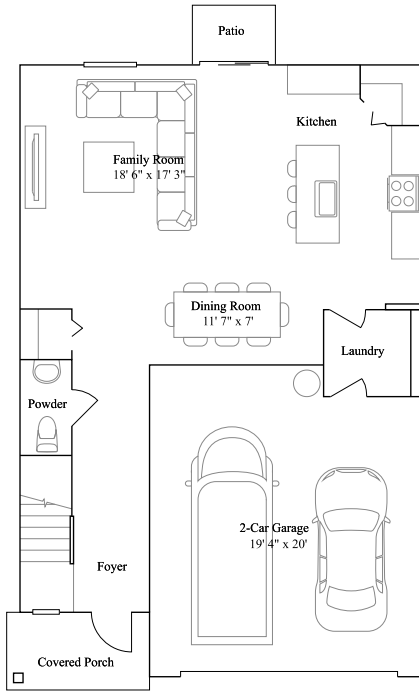 Patio
Kitchen
Family Room
18' 6" x 17' 3"
Dining Room
11' 7" x 7'
Laundry
Powder
2-Car Garage
19' 4" x 20'
Foyer
Covered Porch